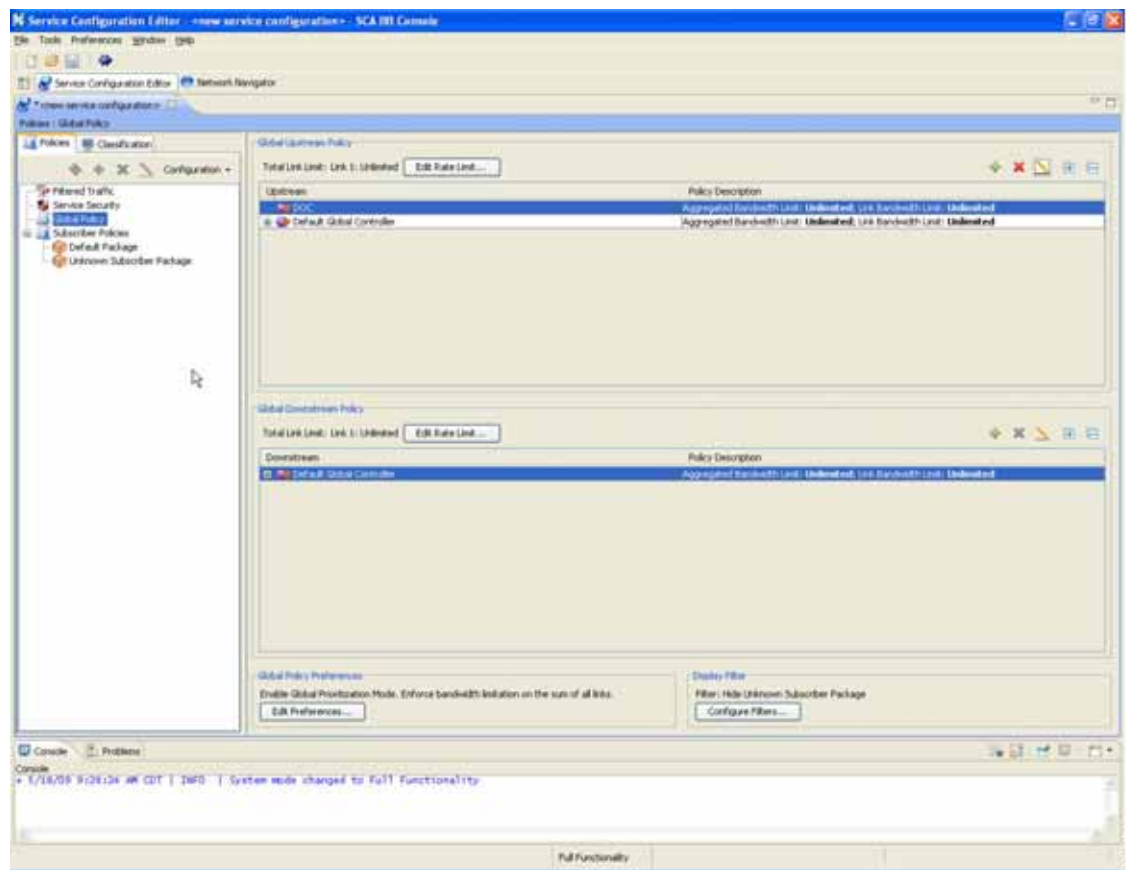 Service Configuration Editor - <new service configuration> - SCA BB Console
File Tools Preferences Window Help
Service Configuration Editor Network Navigator
* <new service configuration>
Policies : Global Policy
Policies Classification
Configuration
Filtered Traffic
Service Security
Global Policy
Subscriber Policies
Default Package
Unknown Subscriber Package
Global Upstream Policy
Total Link Limit: Link 1: Unlimited Edit Rate Limit...
Upstream Policy Description
DOC Aggregated Bandwidth Limit: Unlimited; Link Bandwidth Limit: Unlimited
Default Global Controller Aggregated Bandwidth Limit: Unlimited; Link Bandwidth Limit: Unlimited
Global Downstream Policy
Total Link Limit: Link 1: Unlimited Edit Rate Limit...
Downstream Policy Description
Default Global Controller Aggregated Bandwidth Limit: Unlimited; Link Bandwidth Limit: Unlimited
Global Policy Preferences
Enable Global Prioritization Mode. Enforce bandwidth limitation on the sum of all links.
Edit Preferences...
Display Filter
Filter: Hide Unknown Subscriber Package
Configure Filters...
Console Problems
Console
AM CDT | INFO | System mode changed to Full Functionality
Full Functionality